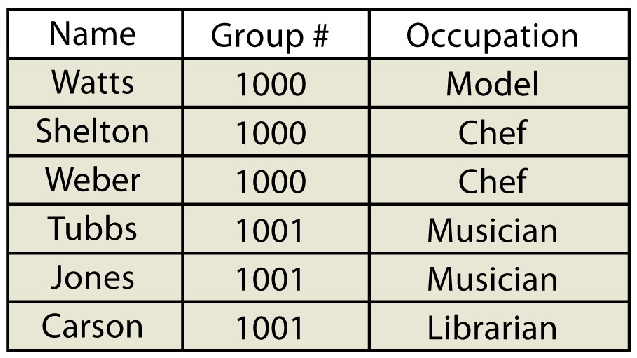 Name Group # Occupation
Watts 1000 Model
Shelton 1000 Chef
Weber 1000 Chef
Tubbs 1001 Musician
Jones 1001 Musician
Carson 1001 Librarian